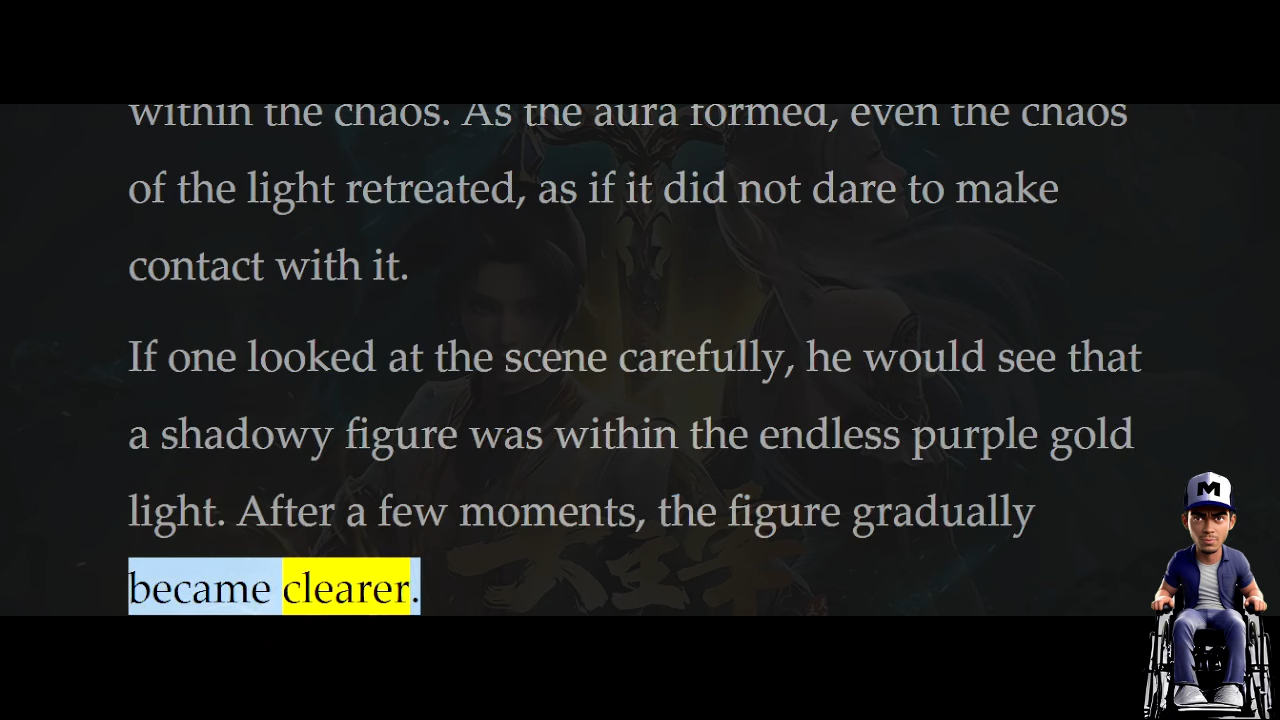 within the chaos. As the aura formed, even the chaos
of the light retreated, as if it did not dare to make
contact with it.
If one looked at the scene carefully, he would see that
a shadowy figure was within the endless purple gold
light. After a few moments, the figure gradually
became clearer.
M